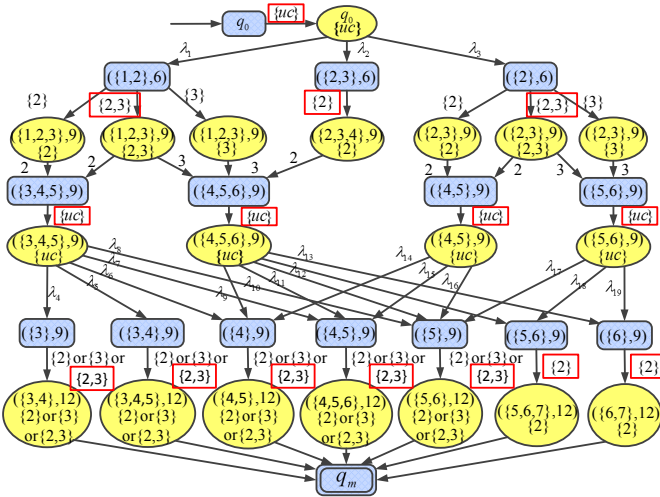 q₀ {uc} q₀
{uc}
λ₁ λ₂ λ₃
({1,2},6) ({2,3},6) ({2},6)
{2} {2,3} {3} {2} {2} {2,3} {3}
({1,2,3},9) ({1,2,3},9) ({1,2,3},9) ({2,3,4},9) ({2,3},9) ({2,3},9) ({2,3},9)
{2} {2,3} {3} {2} {2} {2,3} {3}
2 2 3 3 2 2 2 3 3
({3,4,5},9) ({4,5,6},9) ({4,5},9) ({5,6},9)
{uc} {uc} {uc} {uc}
({3,4,5},9) ({4,5,6},9) ({4,5},9) ({5,6},9)
{uc} {uc} {uc} {uc}
λ₄ λ₅ λ₆ λ₇ λ₈ λ₉ λ₁₀ λ₁₁ λ₁₂ λ₁₃ λ₁₄ λ₁₅ λ₁₆ λ₁₇ λ₁₈ λ₁₉
({3},9) ({3,4},9) ({4},9) ({4,5},9) ({5},9) ({5,6},9) ({6},9)
{2}or{3}or {2}or{3}or {2}or{3}or {2}or{3}or {2}or{3}or {2} {2}
{2,3} {2,3} {2,3} {2,3} {2,3}
({3,4},12) ({3,4,5},12) ({4,5},12) ({4,5,6},12) ({5,6},12) ({5,6,7},12) ({6,7},12)
{2}or{3} {2}or{3} {2}or{3} {2}or{3} {2}or{3} {2} {2}
or{2,3} or{2,3} or{2,3} or{2,3} or{2,3}
qₘ